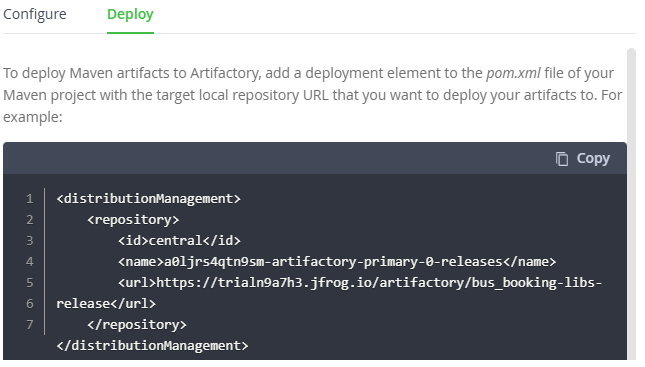 Configure Deploy
To deploy Maven artifacts to Artifactory, add a deployment element to the pom.xml file of your
Maven project with the target local repository URL that you want to deploy your artifacts to. For
example:
Copy
1 <distributionManagement>
2 <repository>
3 <id>central</id>
4 <name>a0ljrs4qtn9sm-artifactory-primary-0-releases</name>
5 <url>https://trialn9a7h3.jfrog.io/artifactory/bus_booking-libs-
6 release</url>
7 </repository>
</distributionManagement>